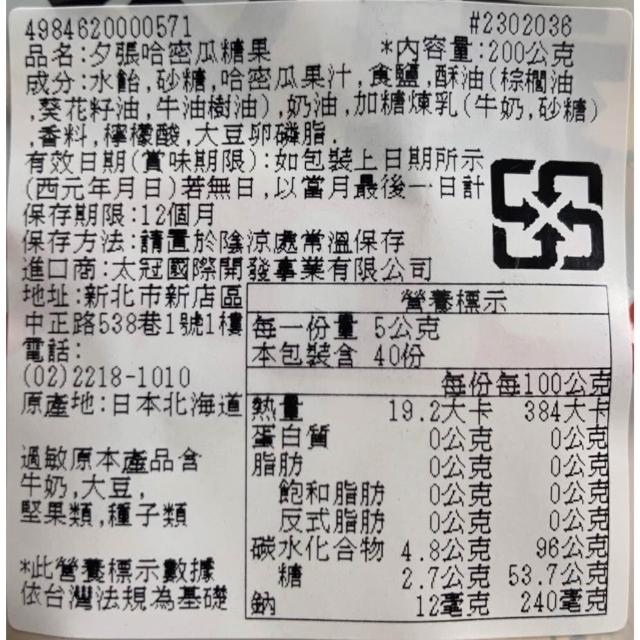 4984620000571 #2302036
品名:夕張哈密瓜糖果 *內容量:200公克
成分:水飴,砂糖,哈密瓜果汁,食鹽,酥油(棕櫚油
,葵花籽油,牛油樹油),奶油,加糖煉乳(牛奶,砂糖)
,香料,檸檬酸,大豆卵磷脂.
有效日期(賞味期限):如包裝上日期所示
(西元年月日)若無日,以當月最後一日計
保存期限:12個月
保存方法:請置於陰涼處常溫保存
進口商:太冠國際開發事業有限公司
地址:新北市新店區
中正路538巷1號1樓
電話:
(02)2218-1010
原產地:日本北海道
過敏原本產品含
牛奶,大豆,
堅果類,種子類
*此營養標示數據
依台灣法規為基礎
營養標示
每一份量 5公克
本包裝含 40份
每份每100公克
熱量 19.2大卡 384大卡
蛋白質 0公克 0公克
脂肪 0公克 0公克
飽和脂肪 0公克 0公克
反式脂肪 0公克 0公克
碳水化合物 4.8公克 96公克
糖 2.7公克 53.7公克
鈉 12毫克 240毫克